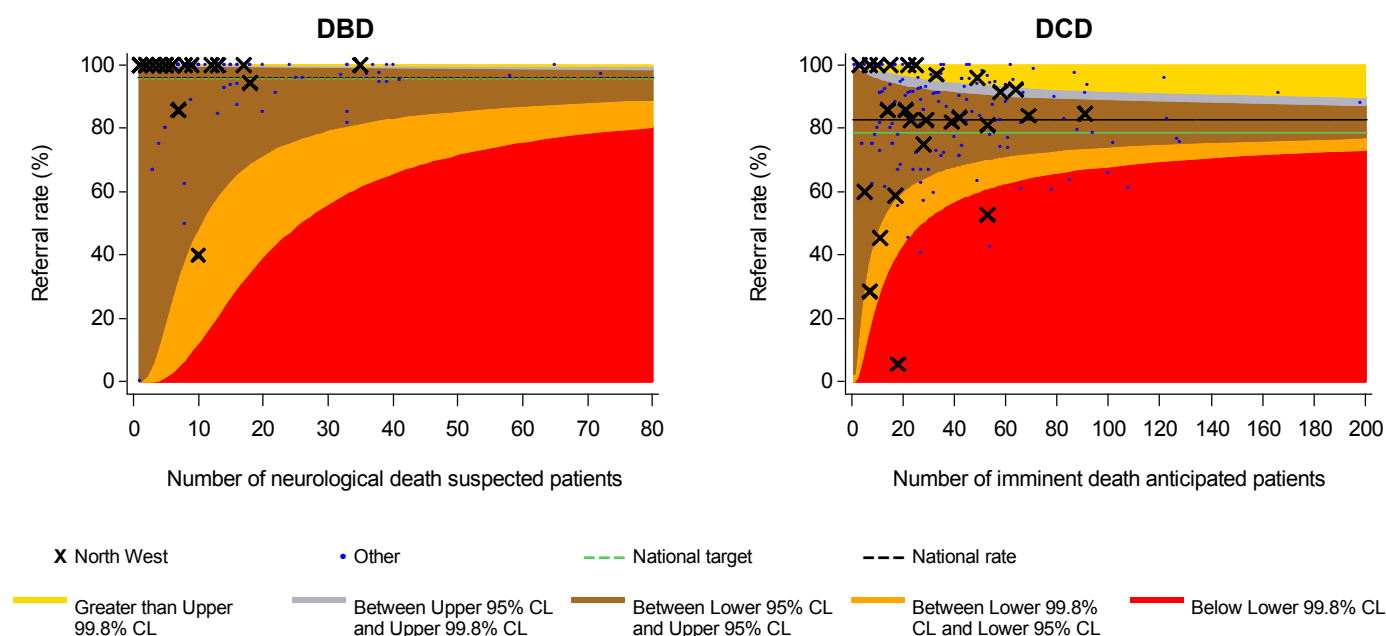 DBD
DCD
100
80
60
40
20
0
Referral rate (%)
0 10 20 30 40 50 60 70 80
Number of neurological death suspected patients
100
80
60
40
20
0
Referral rate (%)
0 20 40 60 80 100 120 140 160 180 200
Number of imminent death anticipated patients
X North West
Other
National target
National rate
Greater than Upper
99.8% CL
Between Upper 95% CL
and Upper 99.8% CL
Between Lower 95% CL
and Upper 95% CL
Between Lower 99.8%
CL and Lower 95% CL
Below Lower 99.8% CL